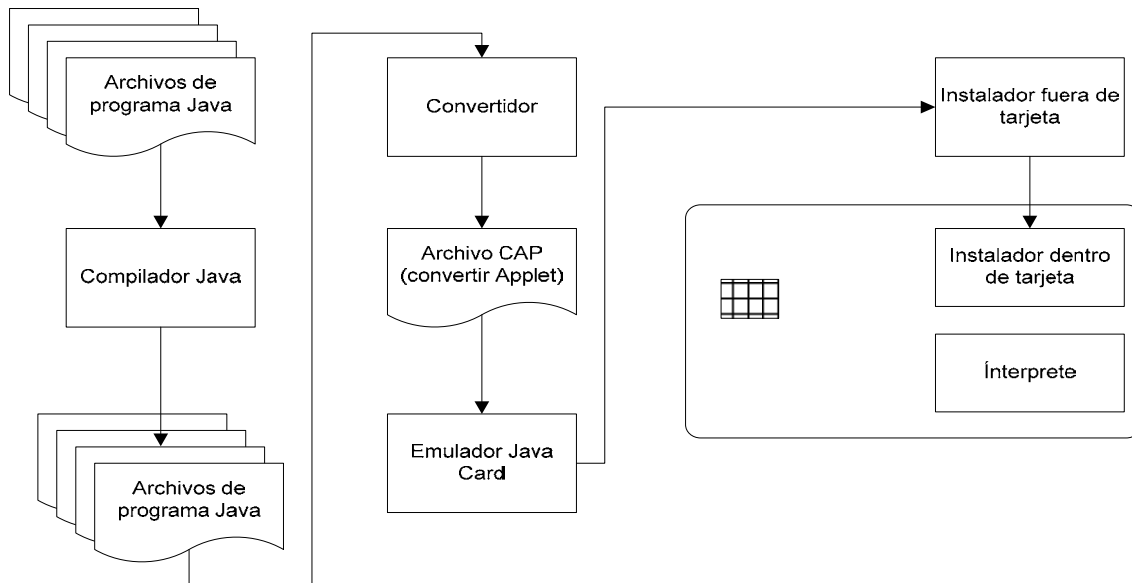 Archivos de
programa Java
Compilador Java
Archivos de
programa Java
Convertidor
Archivo CAP
(convertir Applet)
Emulador Java
Card
Instalador fuera de
tarjeta
Instalador dentro
de tarjeta
Ínterprete